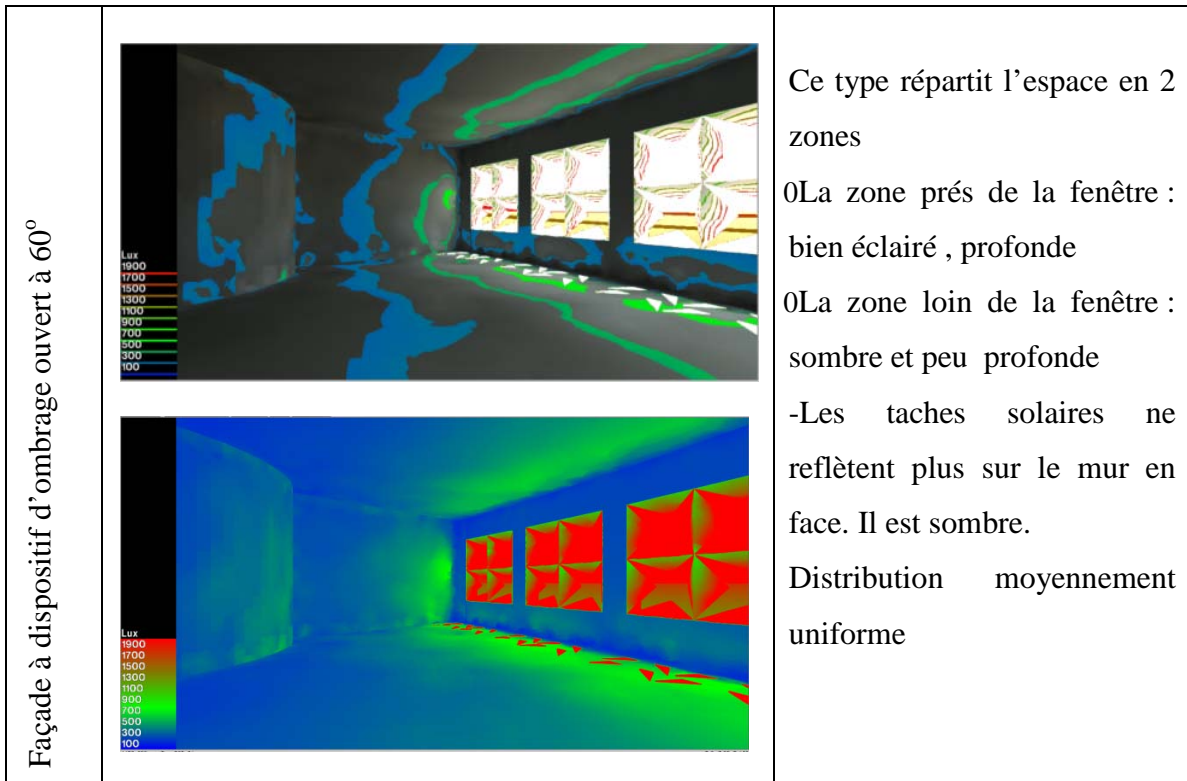 Façade à dispositif d'ombrage ouvert à 60°
Lux
1900
1700
1500
1300
1100
900
700
500
300
100
Lux
1900
1700
1500
1300
1100
900
700
500
300
100
Ce type répartit l'espace en 2
zones
0La zone prés de la fenêtre :
bien éclairé , profonde
0La zone loin de la fenêtre :
sombre et peu profonde
-Les taches solaires ne
reflètent plus sur le mur en
face. Il est sombre.
Distribution moyennement
uniforme